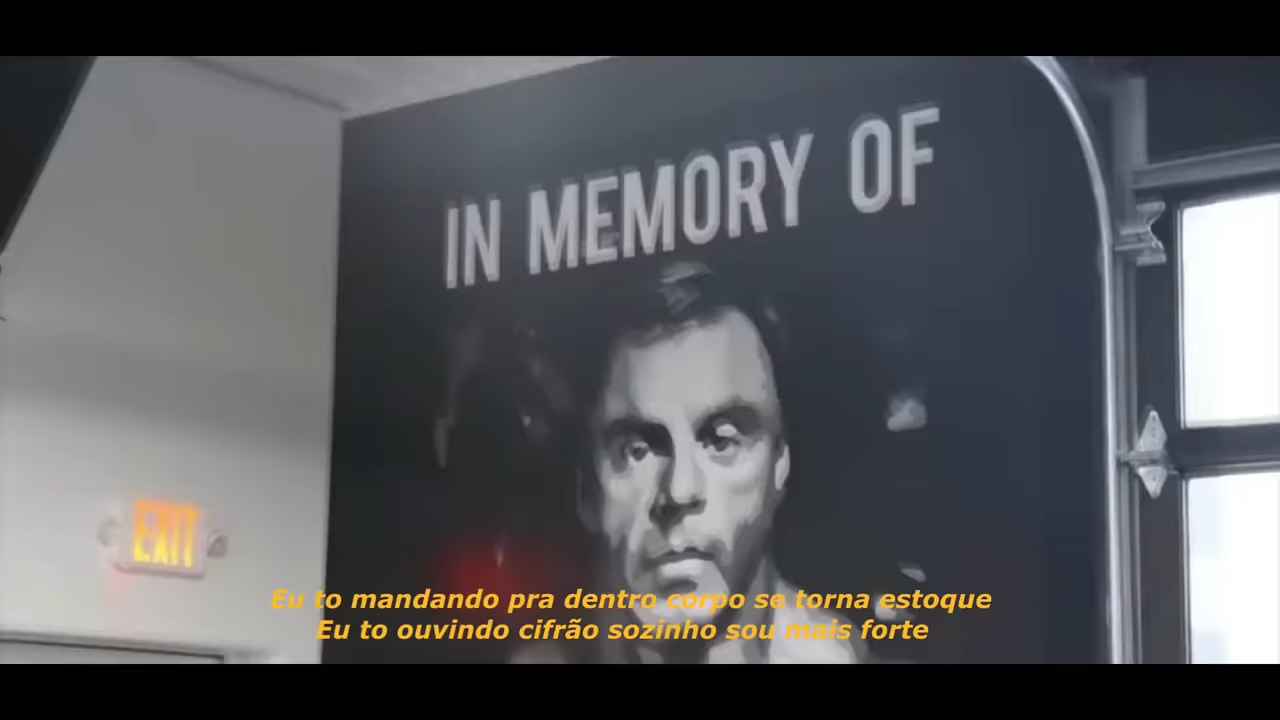 IN MEMORY OF
EXIT
Eu to mandando pra dentro corpo se torna estoque
Eu to ouvindo cifrão sozinho sou mais forte